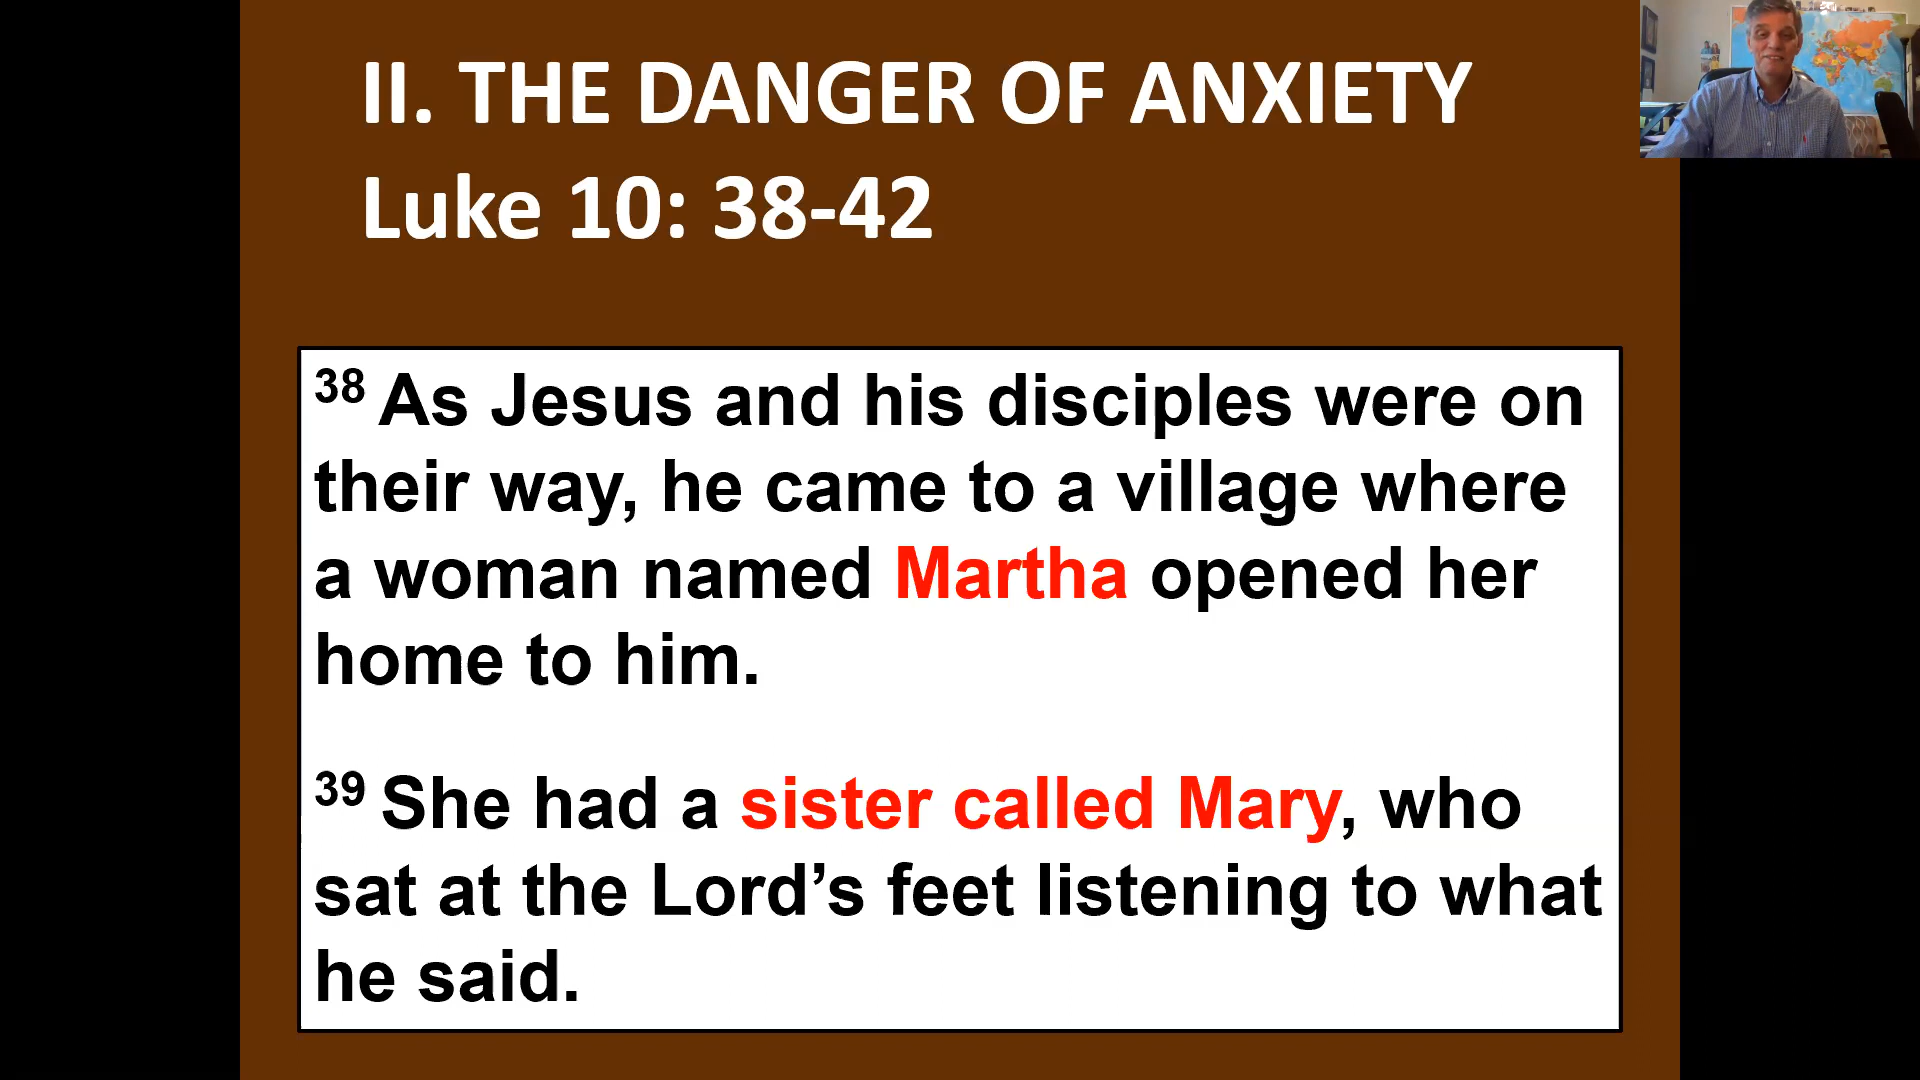 II. THE DANGER OF ANXIETY
Luke 10: 38-42
38 As Jesus and his disciples were on
their way, he came to a village where
a woman named Martha opened her
home to him.
39 She had a sister called Mary, who
sat at the Lord’s feet listening to what
he said.